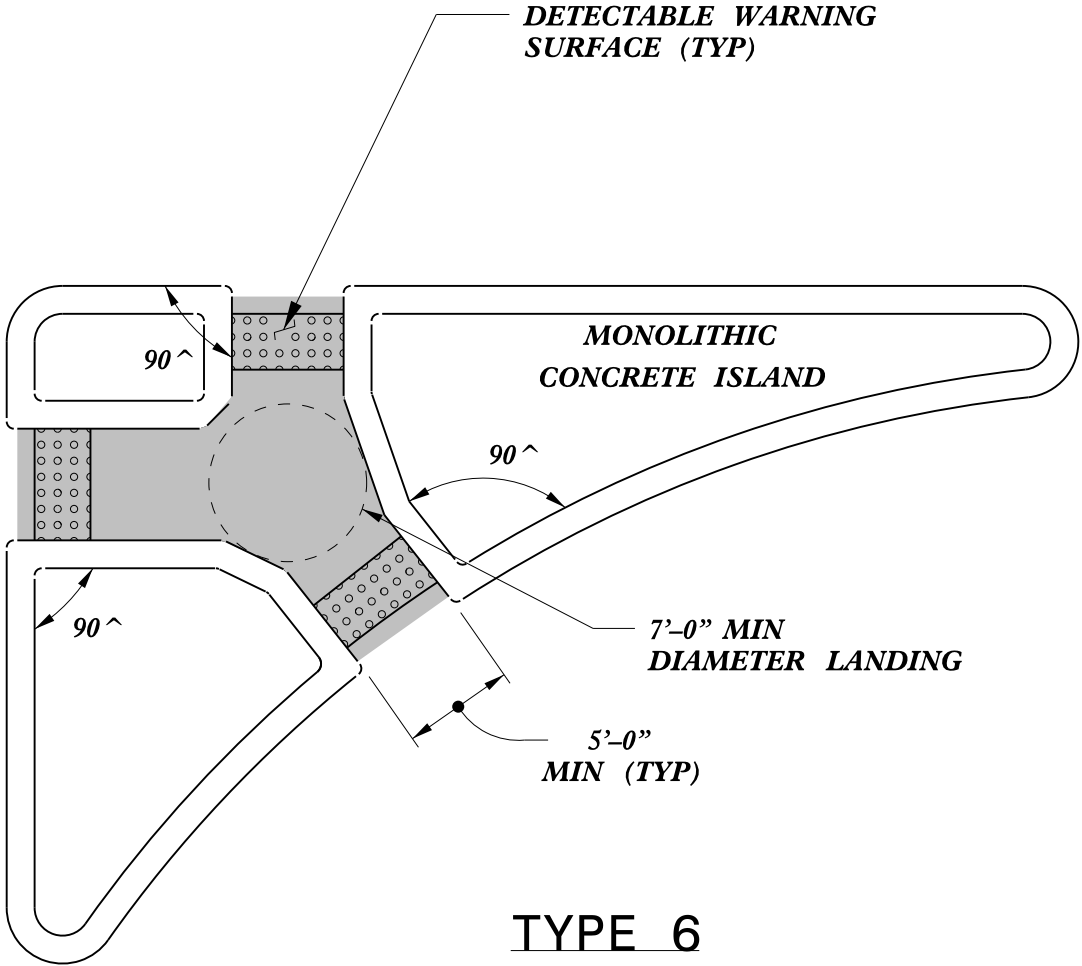 DETECTABLE WARNING
SURFACE (TYP)
MONOLITHIC
CONCRETE ISLAND
90^
90^
90^
7’–0” MIN
DIAMETER LANDING
5’–0”
MIN (TYP)
TYPE 6